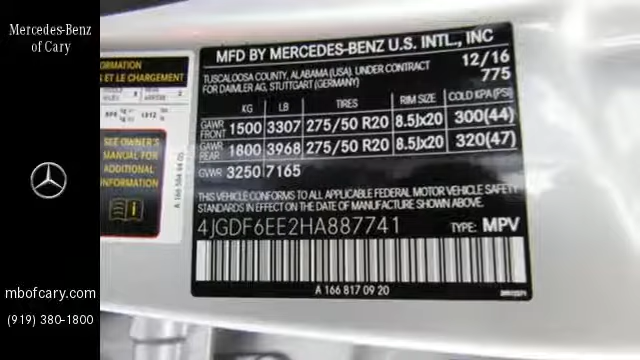 Mercedes-Benz
of Cary
mbofcary.com
(919) 380-1800
ORMATION
N ET LE CHARGEMENT
SEE OWNER'S
MANUAL FOR
ADDITIONAL
INFORMATION
MFD BY MERCEDES-BENZ U.S. INTL., INC
TUSCALOOSA COUNTY, ALABAMA (USA), UNDER CONTRACT 12/16
FOR DAIMLER AG, STUTTGART (GERMANY) 775
KG LB TIRES RIM SIZE COLD KPA(PSI)
GAWR FRONT 1500 3307 275/50 R20 8.5Jx20 300(44)
GAWR REAR 1800 3968 275/50 R20 8.5Jx20 320(47)
GVWR 3250 7165
THIS VEHICLE CONFORMS TO ALL APPLICABLE FEDERAL MOTOR VEHICLE SAFETY
STANDARDS IN EFFECT ON THE DATE OF MANUFACTURE SHOWN ABOVE.
4JGDF6EE2HA887741 TYPE: MPV
A 166 817 09 20